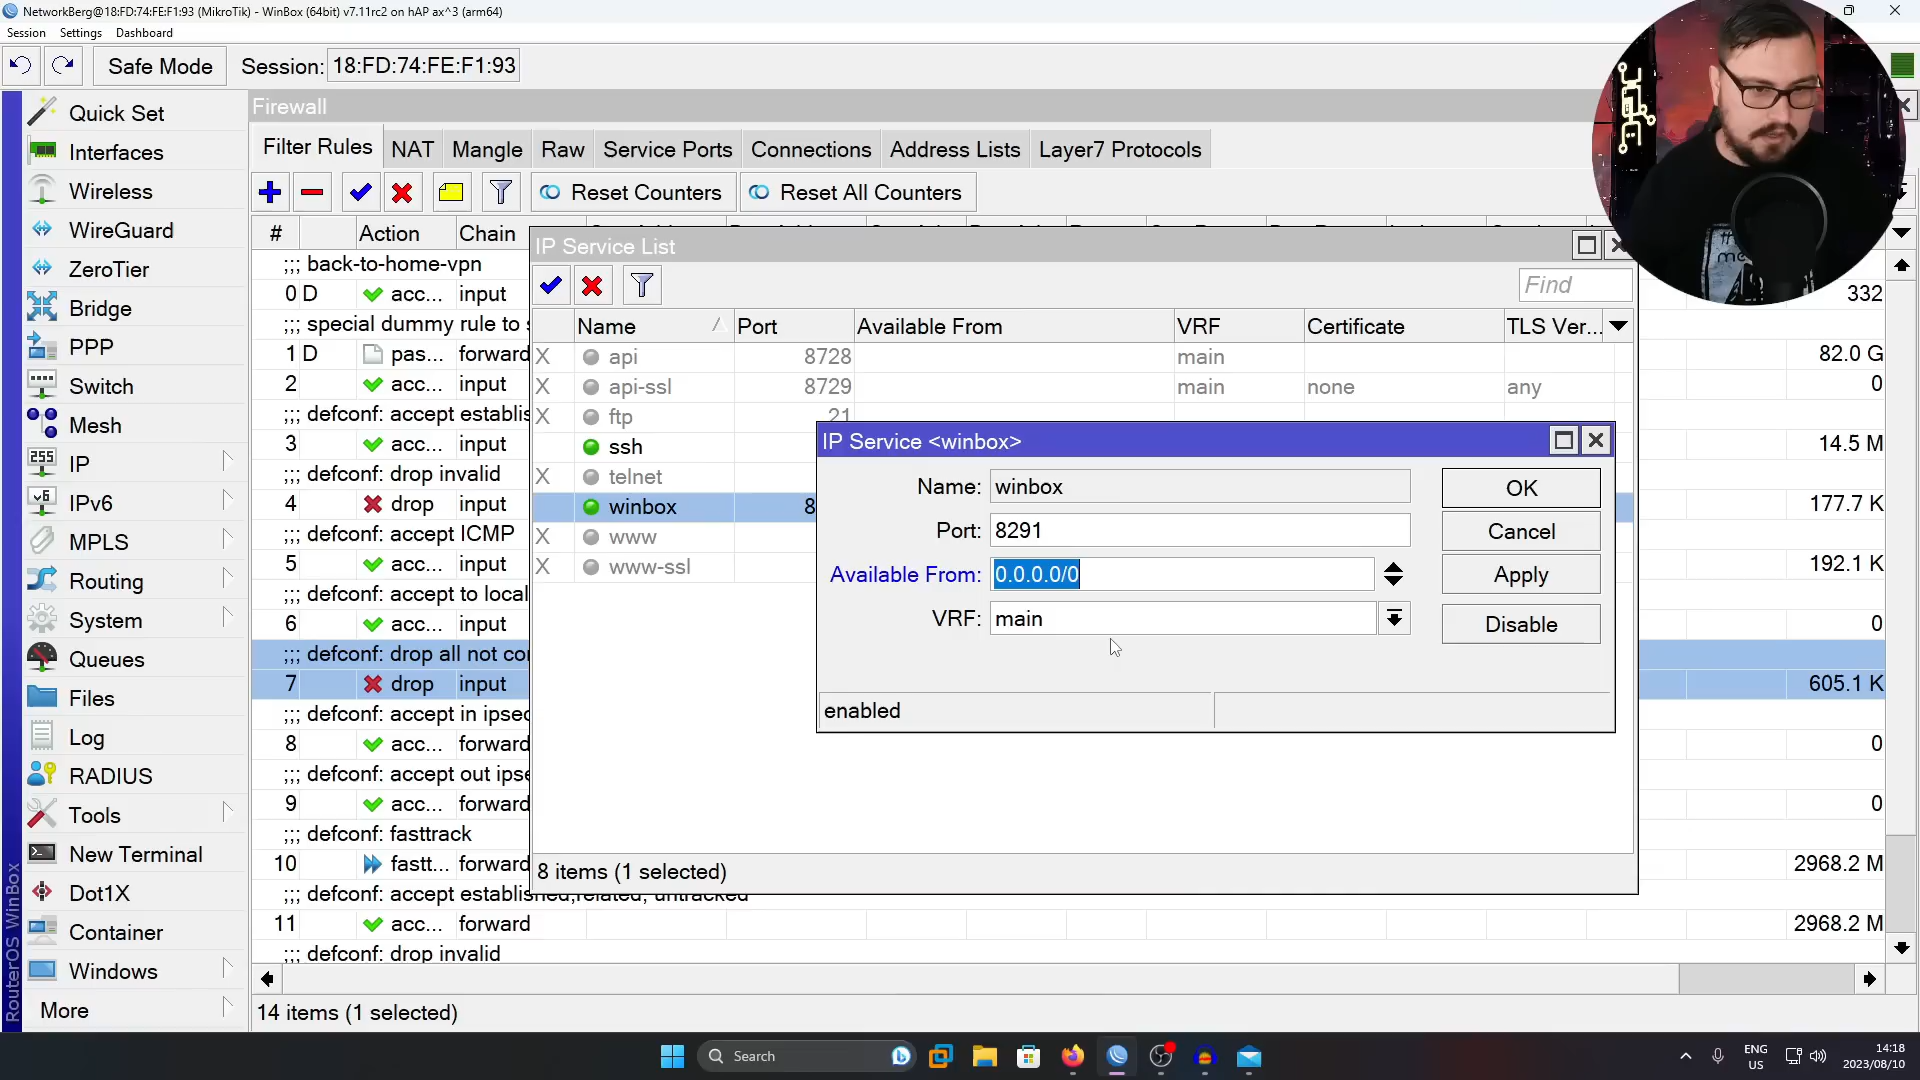 NetworkBerg@18:FD:74:FE:F1:93 (MikroTik) - WinBox (64bit) v7.11rc2 on hAP ax^3 (arm64)
Session Settings Dashboard
Safe Mode Session: 18:FD:74:FE:F1:93
Quick Set
Interfaces
Wireless
WireGuard
ZeroTier
Bridge
PPP
Switch
Mesh
IP
IPv6
MPLS
Routing
System
Queues
Files
Log
RADIUS
Tools
New Terminal
Dot1X
Container
Windows
More
RouterOS WinBox
Firewall
Filter Rules NAT Mangle Raw Service Ports Connections Address Lists Layer7 Protocols
Reset Counters Reset All Counters
# Action Chain
;;; back-to-home-vpn
0 D acc... input 332
;;; special dummy rule to
1 D pas... forward 82.0 G
2 acc... input 0
;;; defconf: accept establis
3 acc... input 14.5 M
;;; defconf: drop invalid
4 drop input 177.7 K
;;; defconf: accept ICMP
5 acc... input 192.1 K
;;; defconf: accept to local
6 acc... input 0
;;; defconf: drop all not co
7 drop input 605.1 K
;;; defconf: accept in ipsec
8 acc... forward 0
;;; defconf: accept out ipse
9 acc... forward 0
;;; defconf: fasttrack
10 fastt... forward 2968.2 M
;;; defconf: accept established,related, untracked
11 acc... forward 2968.2 M
;;; defconf: drop invalid
14 items (1 selected)
IP Service List
Find
Name Port Available From VRF Certificate TLS Ver...
X api 8728 main
X api-ssl 8729 main none any
X ftp 21
ssh
X telnet
winbox 8
X www
X www-ssl
8 items (1 selected)
IP Service <winbox>
Name: winbox OK
Port: 8291 Cancel
Available From: 0.0.0.0/0 Apply
VRF: main Disable
enabled
Search
ENG
US
14:18
2023/08/10